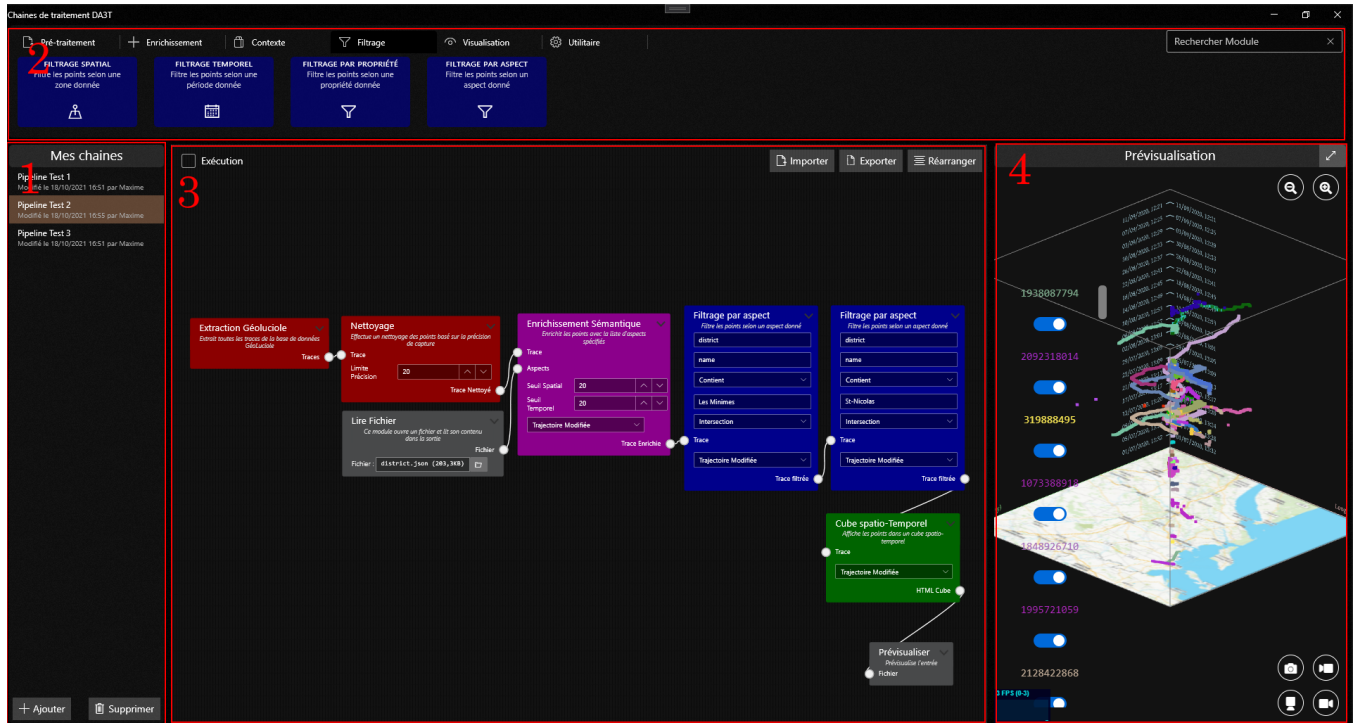 Chaines de traitement DA3T
2
Pré-traitement
Enrichissement
Contexte
Filtrage
Visualisation
Utilitaire
Rechercher Module
FILTRAGE SPATIAL
Filtre les points selon une
zone donnée
FILTRAGE TEMPOREL
Filtre les points selon une
période donnée
FILTRAGE PAR PROPRIÉTÉ
Filtre les points selon une
propriété donnée
FILTRAGE PAR ASPECT
Filtre les points selon un
aspect donné
1
Mes chaines
Pipeline Test 1
Modifié le 18/10/2021 16:51 par Maxime
Pipeline Test 2
Modifié le 18/10/2021 16:55 par Maxime
Pipeline Test 3
Modifié le 18/10/2021 16:51 par Maxime
Ajouter
Supprimer
3
Exécution
Importer
Exporter
Réarranger
Extraction Géoluciole
Extrait toutes les traces de la base de données
GéoLuciole
Traces
Nettoyage
Effectue un nettoyage des points basé sur la précision
de capture
Trace
Limite
Précision
20
Trace Nettoyé
Lire Fichier
Ce module ouvre un fichier et lit son contenu
dans la sortie
Fichier
Fichier : district.json (203,3KB)
Enrichissement Sémantique
Enrichit les points avec la liste d'aspects
spécifiés
Trace
Aspects
Seuil Spatial
20
Seuil
Temporel
20
Trajectoire Modifiée
Trace Enrichie
Filtrage par aspect
Filtre les points selon un aspect donné
district
name
Contient
Les Minimes
Intersection
Trace
Trajectoire Modifiée
Trace filtrée
Filtrage par aspect
Filtre les points selon un aspect donné
district
name
Contient
St-Nicolas
Intersection
Trace
Trajectoire Modifiée
Trace filtrée
Cube spatio-Temporel
Affiche les points dans un cube spatio-
temporel
Trace
Trajectoire Modifiée
HTML Cube
Prévisualiser
Prévisualise l'entrée
Fichier
4
Prévisualisation
1938087794
2092318014
319888495
1073388918
1848926710
1995721059
2128422868
FPS (0-3)